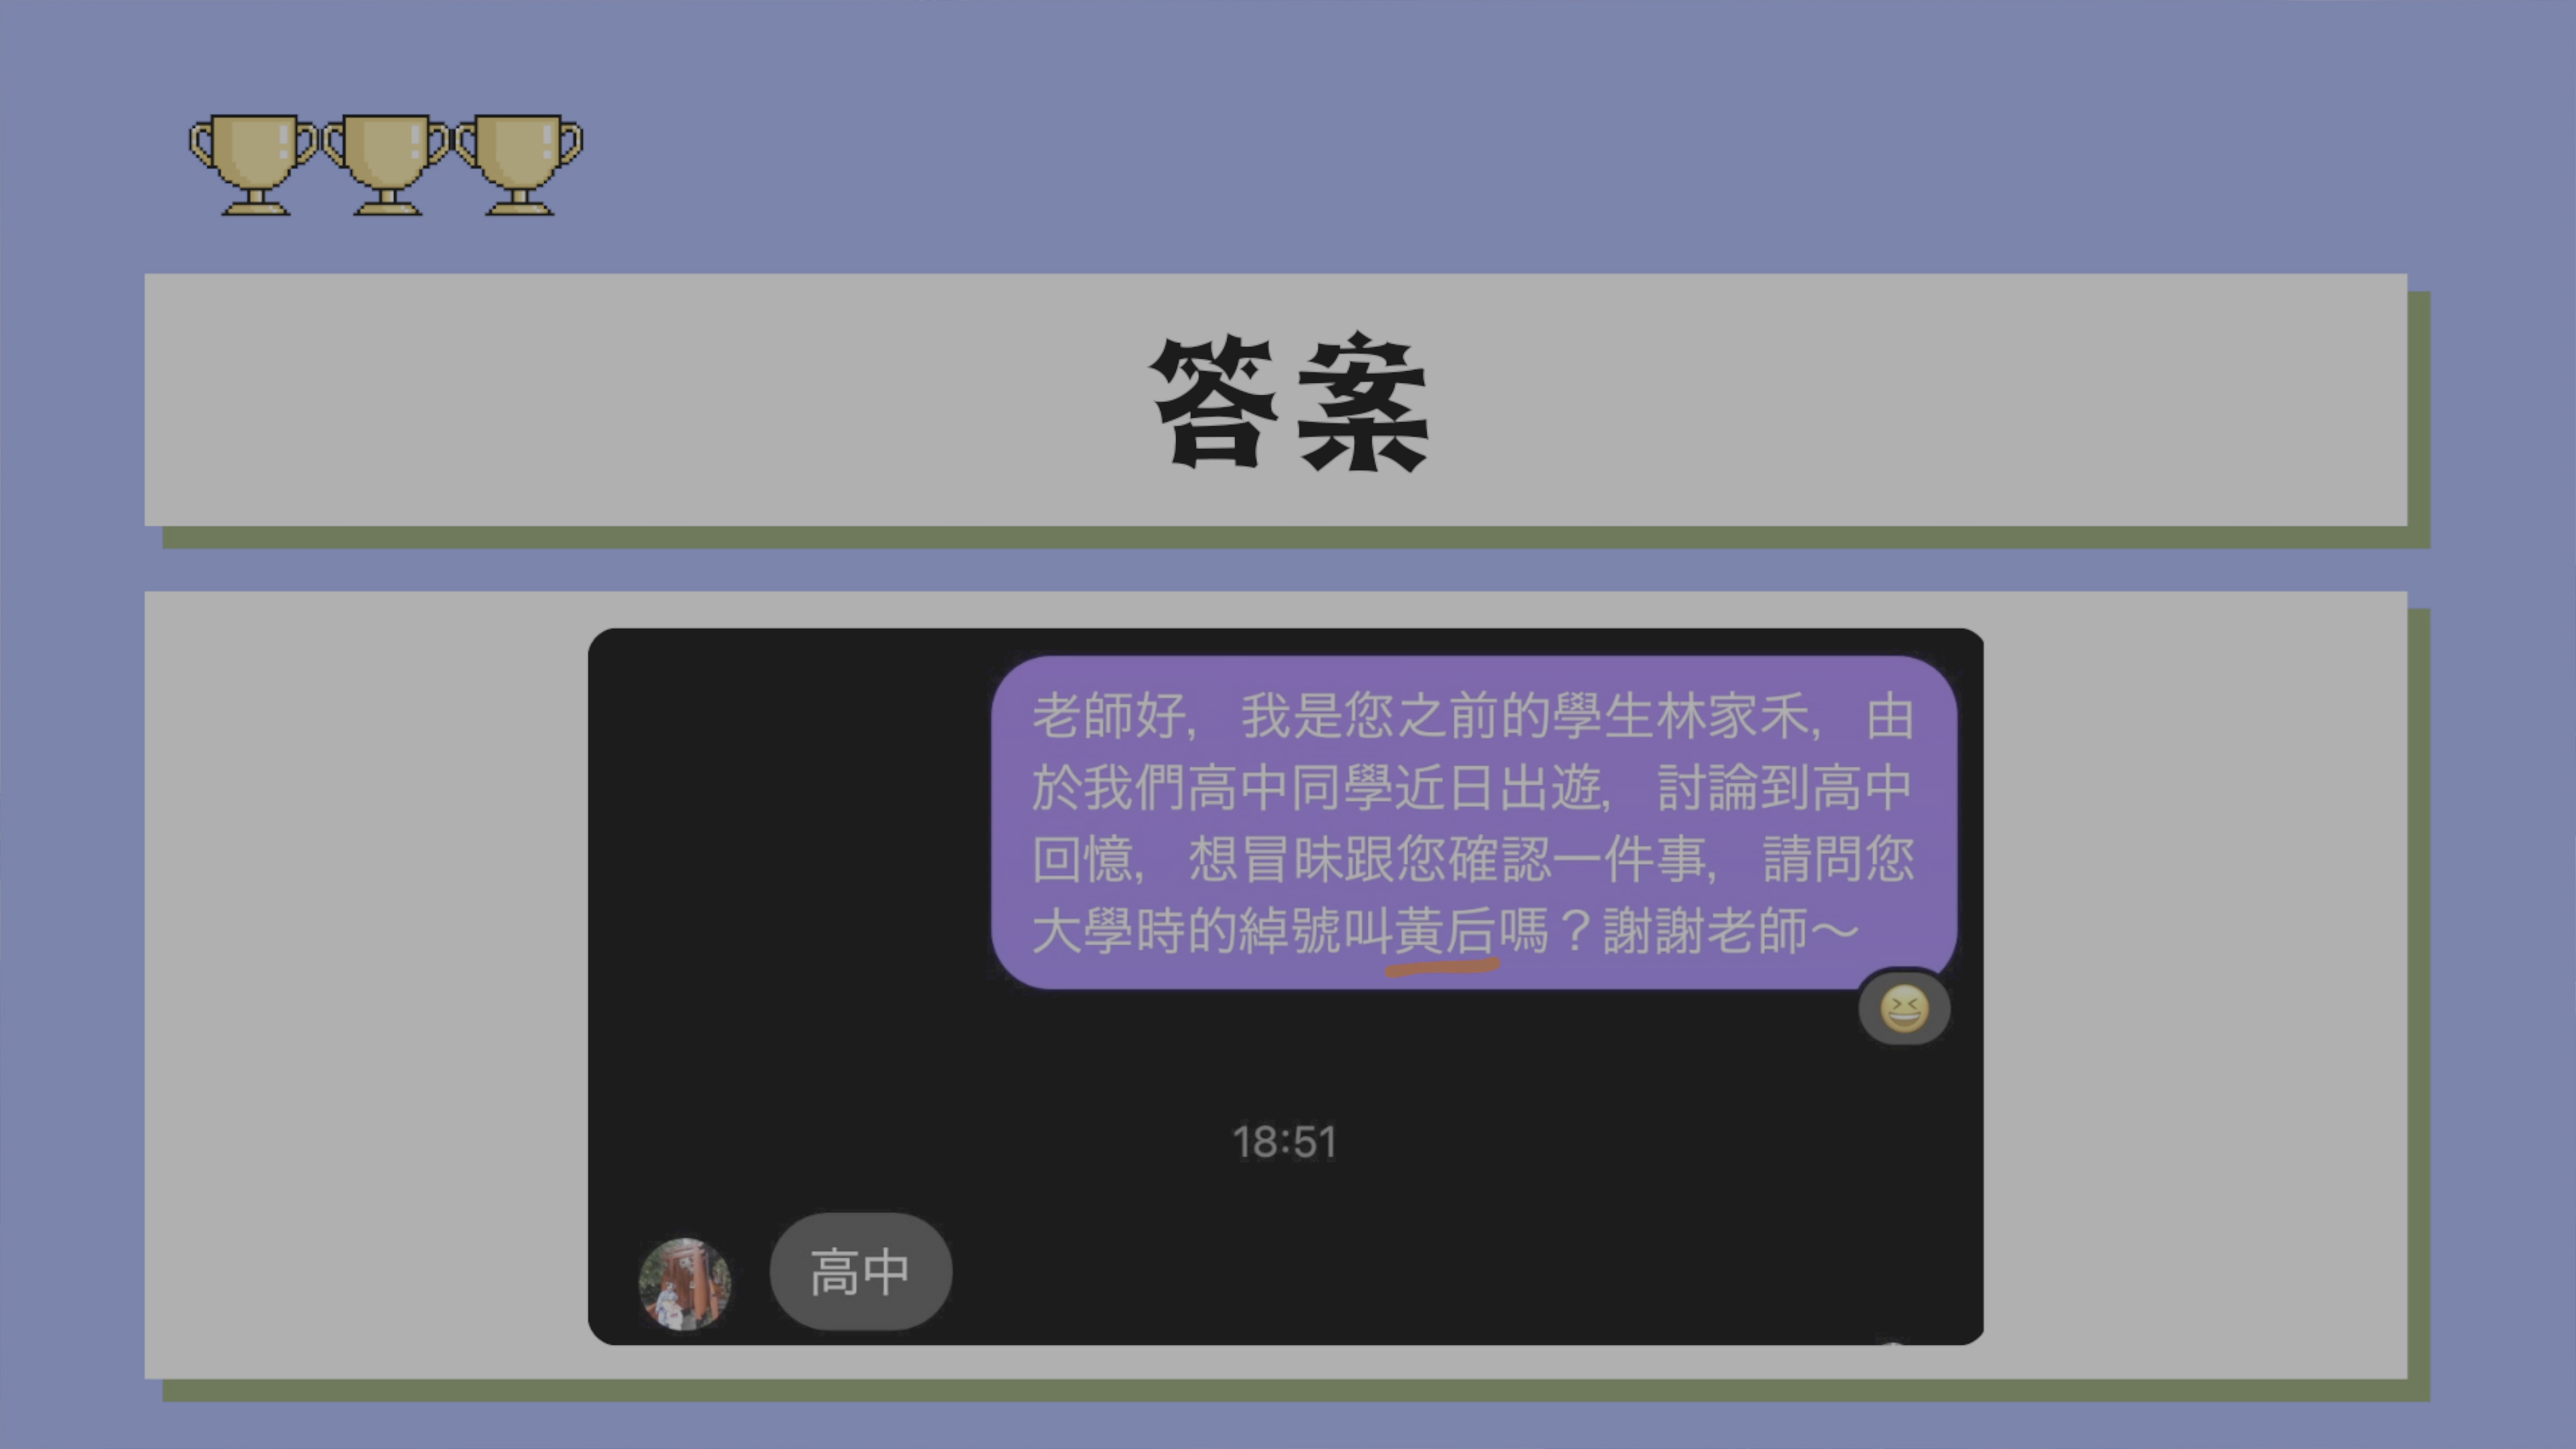 答案
老師好，我是您之前的學生林家禾，由
於我們高中同學近日出遊，討論到高中
回憶，想冒昧跟您確認一件事，請問您
大學時的綽號叫黃后嗎？謝謝老師～
18:51
高中